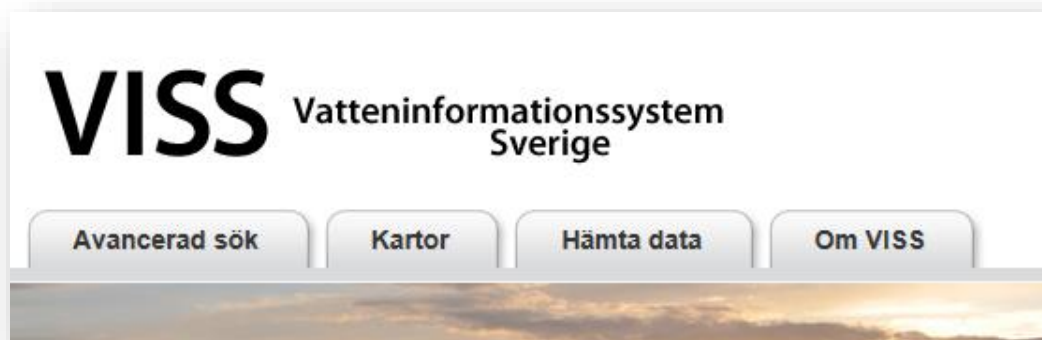 VISS Vatteninformationssystem
Sverige
Avancerad sök Kartor Hämta data Om VISS